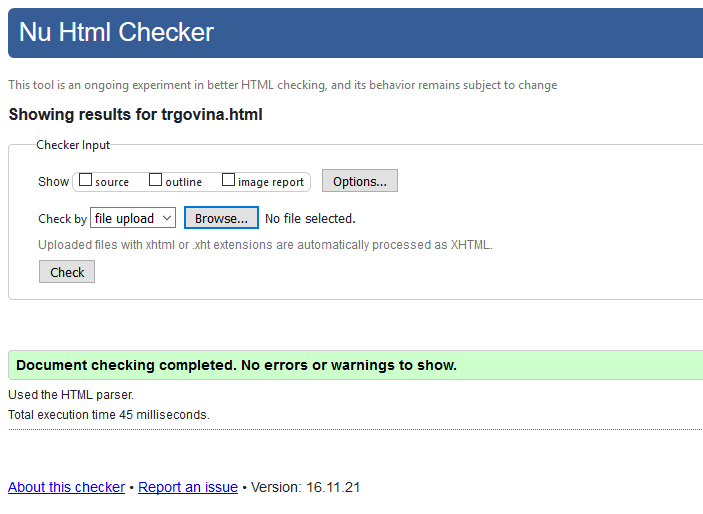 Nu Html Checker
This tool is an ongoing experiment in better HTML checking, and its behavior remains subject to change
Showing results for trgovina.html
Checker Input
Show source outline image report Options...
Check by file upload Browse... No file selected.
Uploaded files with xhtml or .xht extensions are automatically processed as XHTML.
Check
Document checking completed. No errors or warnings to show.
Used the HTML parser.
Total execution time 45 milliseconds.
About this checker • Report an issue • Version: 16.11.21